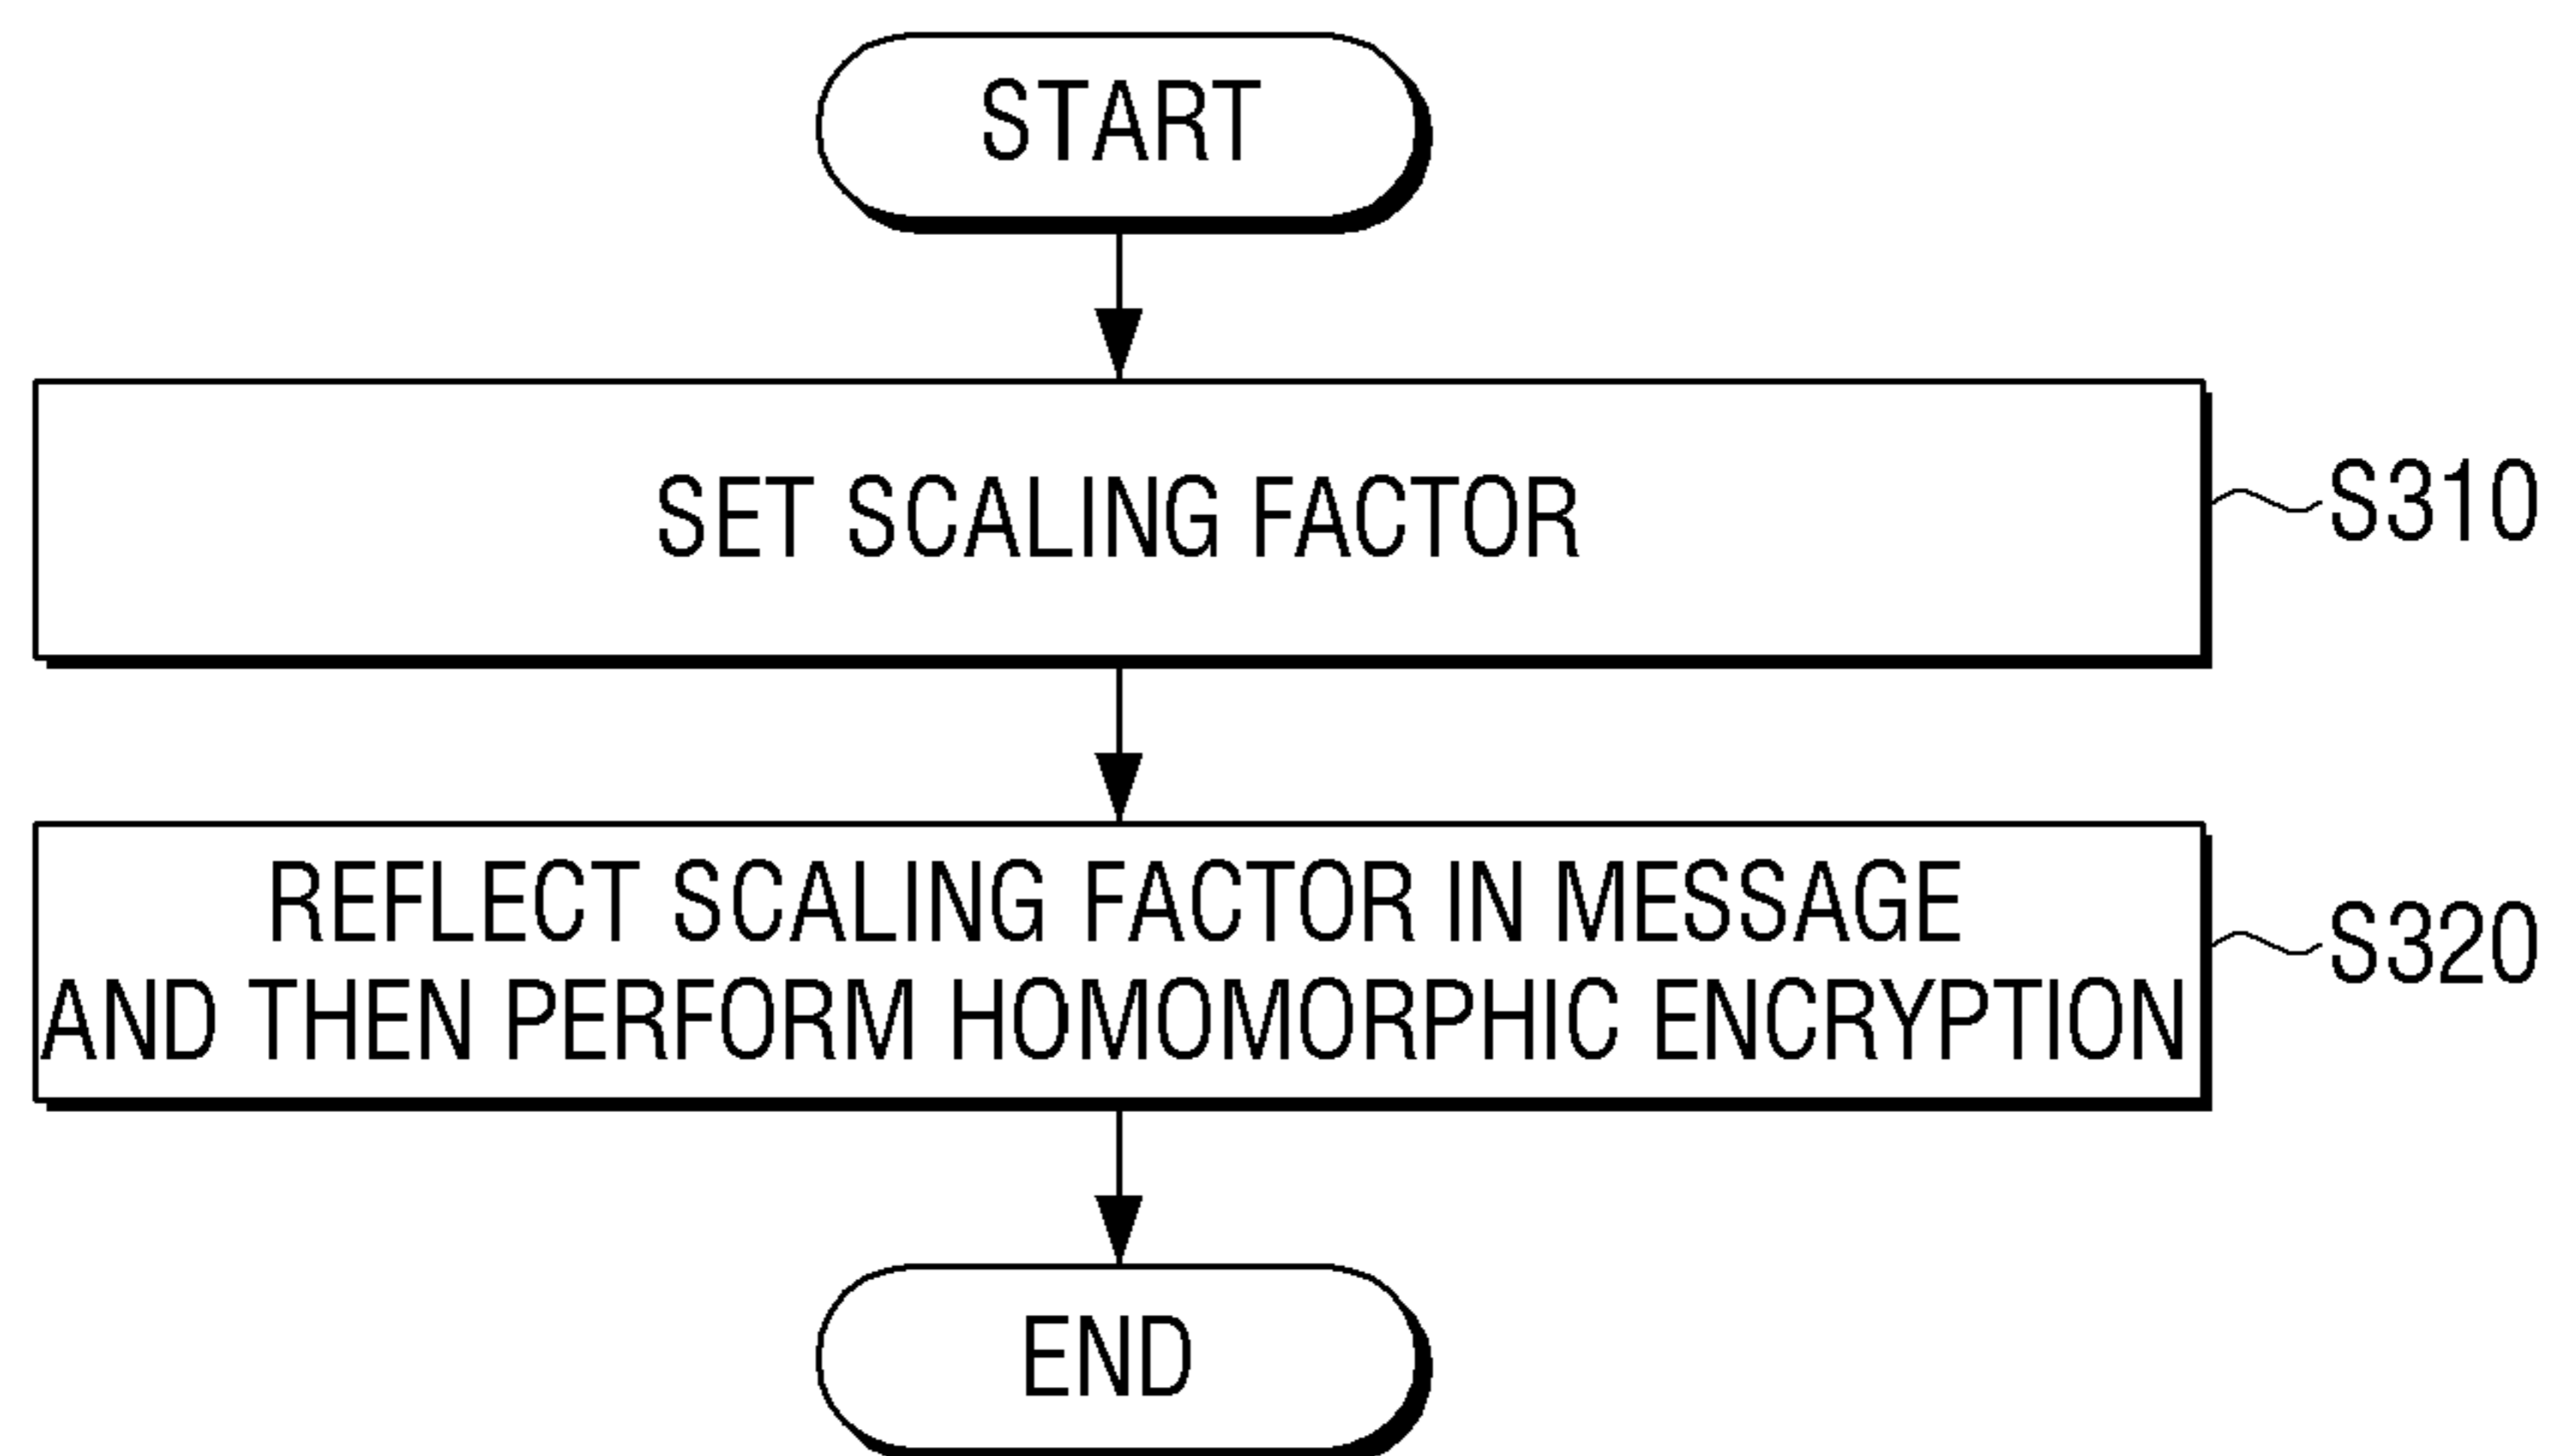 START
SET SCALING FACTOR
S310
REFLECT SCALING FACTOR IN MESSAGE
AND THEN PERFORM HOMOMORPHIC ENCRYPTION
S320
END